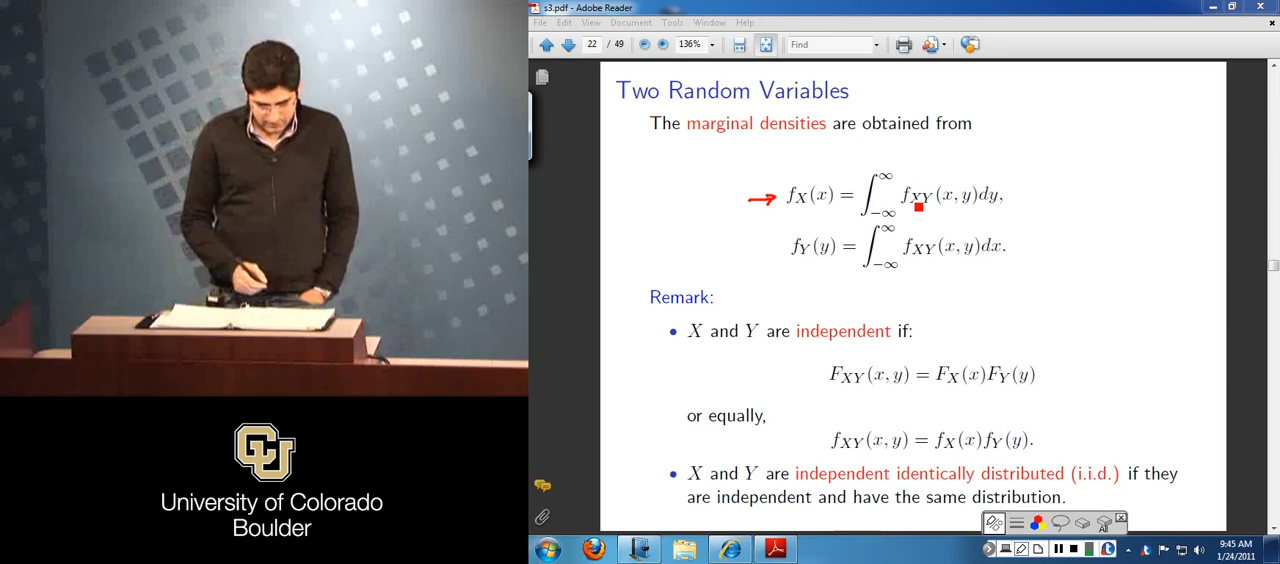 s3.pdf - Adobe Reader
File Edit View Document Tools Window Help
22 / 49 136% Find
Two Random Variables
The marginal densities are obtained from
f_X(x) = ∫_{-∞}^{∞} f_{XY}(x, y)dy,
f_Y(y) = ∫_{-∞}^{∞} f_{XY}(x, y)dx.
Remark:
• X and Y are independent if:
F_{XY}(x, y) = F_X(x)F_Y(y)
or equally,
f_{XY}(x, y) = f_X(x)f_Y(y).
• X and Y are independent identically distributed (i.i.d.) if they
are independent and have the same distribution.
All
9:45 AM
1/24/2011
CU
University of Colorado
Boulder